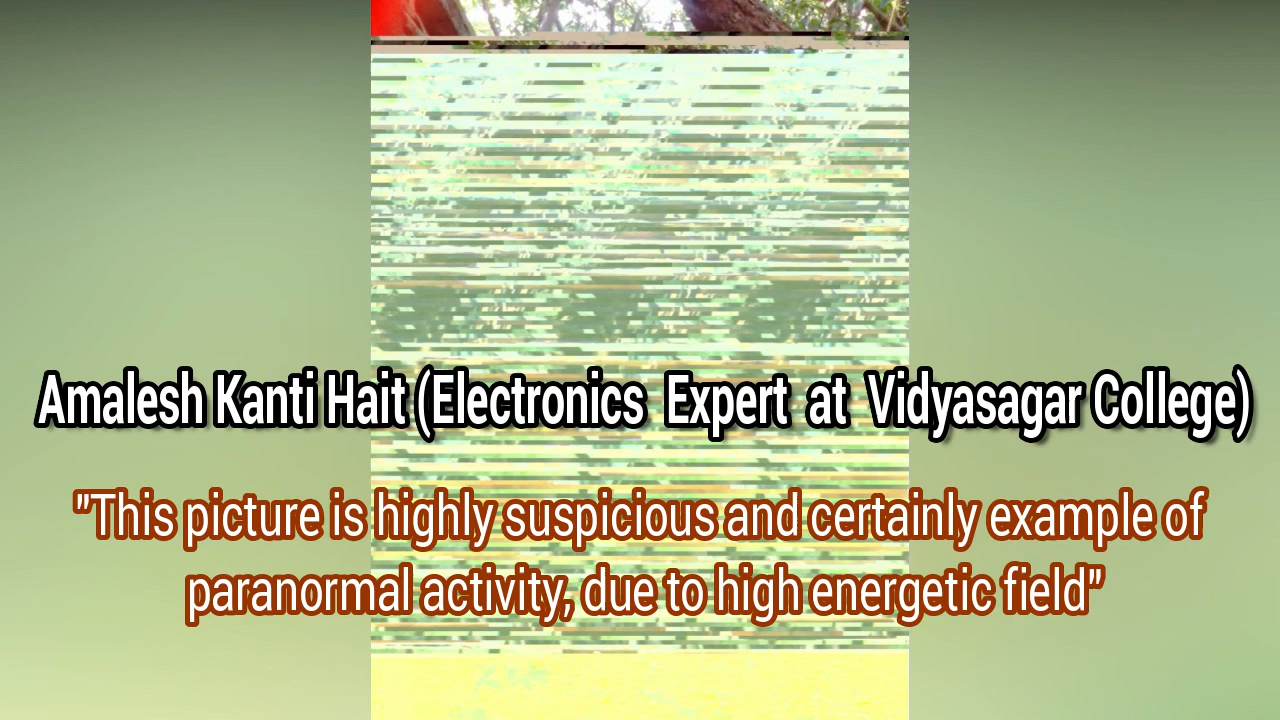 Amalesh Kanti Hait (Electronics Expert at Vidyasagar College)
"This picture is highly suspicious and certainly example of
paranormal activity, due to high energetic field"